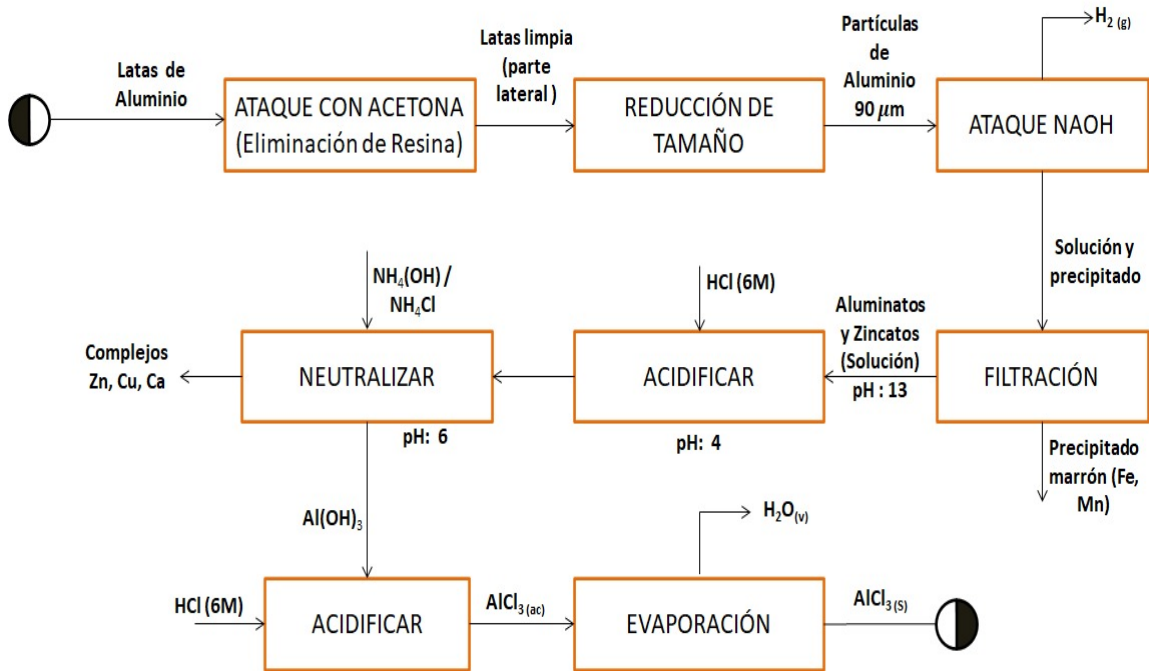 Latas de
Aluminio
ATAQUE CON ACETONA
(Eliminación de Resina)
Latas limpia
(parte
lateral )
REDUCCIÓN DE
TAMAÑO
Partículas
de
Aluminio
90 μm
H₂ (g)
ATAQUE NAOH
Solución y
precipitado
FILTRACIÓN
Precipitado
marrón (Fe,
Mn)
Aluminatos
y Zincatos
(Solución)
pH : 13
HCl (6M)
ACIDIFICAR
pH: 4
NH₄(OH) /
NH₄Cl
NEUTRALIZAR
pH: 6
Complejos
Zn, Cu, Ca
Al(OH)₃
HCl (6M)
ACIDIFICAR
AlCl₃ (ac)
EVAPORACIÓN
H₂O(v)
AlCl₃ (S)